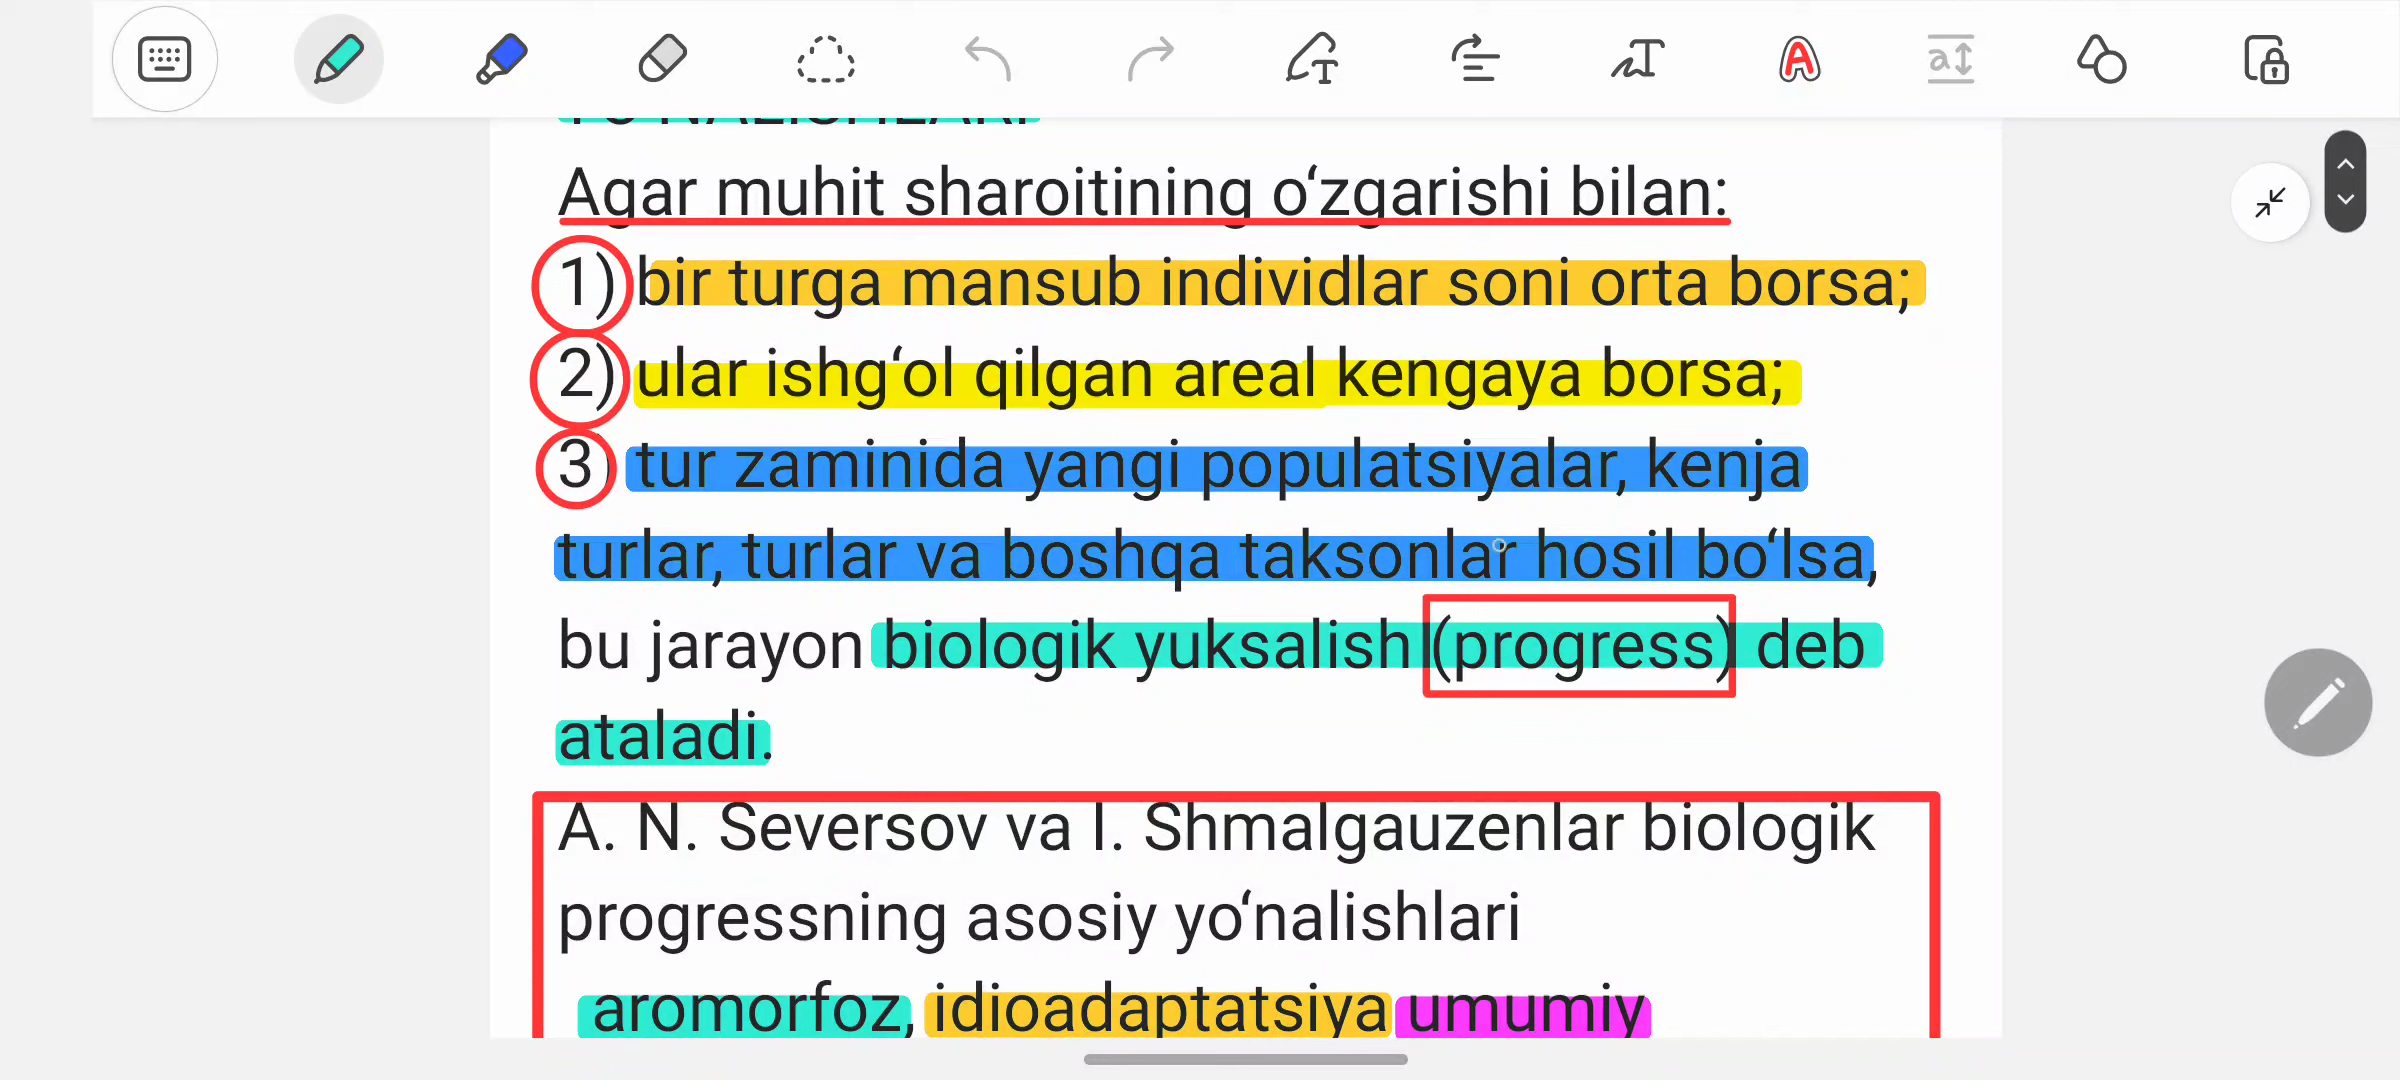 YO‘NALISHLARI
Agar muhit sharoitining o‘zgarishi bilan:
1) bir turga mansub individlar soni orta borsa;
2) ular ishg‘ol qilgan areal kengaya borsa;
3) tur zaminida yangi populatsiyalar, kenja
turlar, turlar va boshqa taksonlar hosil bo‘lsa,
bu jarayon biologik yuksalish (progress) deb
ataladi.
A. N. Seversov va I. Shmalgauzenlar biologik
progressning asosiy yo‘nalishlari
aromorfoz, idioadaptatsiya umumiy